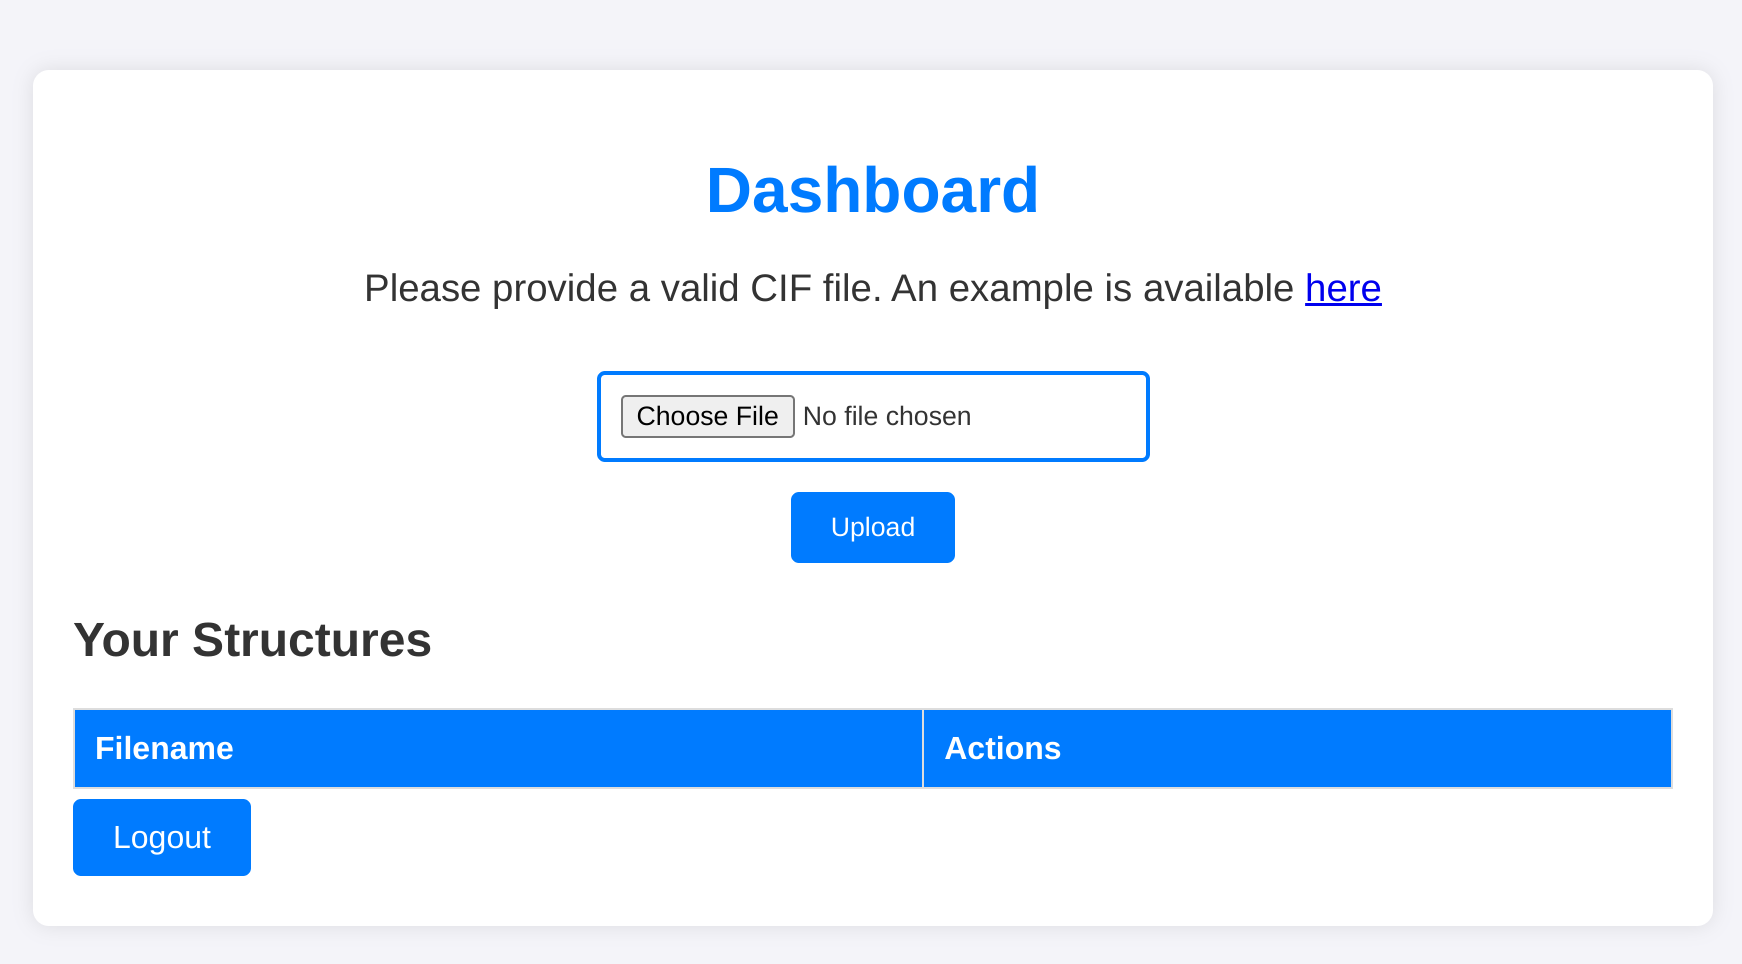 Dashboard
Please provide a valid CIF file. An example is available here
Choose File No file chosen
Upload
Your Structures
Filename Actions
Logout